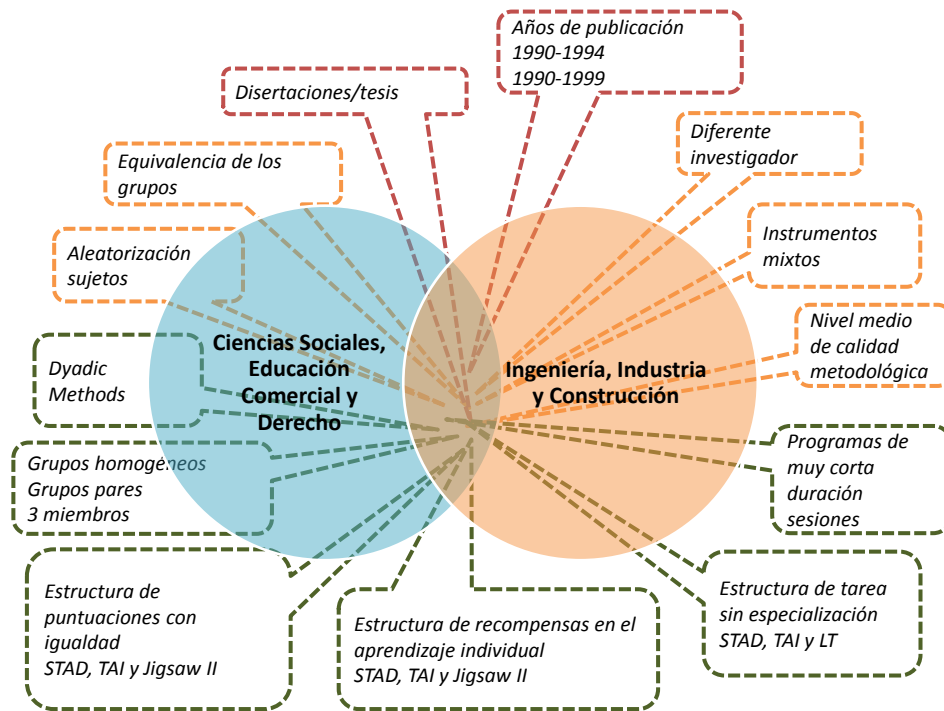 Años de publicación
1990-1994
1990-1999
Disertaciones/tesis
Diferente
investigador
Equivalencia de los
grupos
Instrumentos
mixtos
Aleatorización
sujetos
Nivel medio
de calidad
metodológica
Ciencias Sociales,
Educación
Comercial y
Derecho
Ingeniería, Industria
y Construcción
Dyadic
Methods
Programas de
muy corta
duración
sesiones
Grupos homogéneos
Grupos pares
3 miembros
Estructura de
puntuaciones con
igualdad
STAD, TAI y Jigsaw II
Estructura de recompensas en el
aprendizaje individual
STAD, TAI y Jigsaw II
Estructura de tarea
sin especialización
STAD, TAI y LT